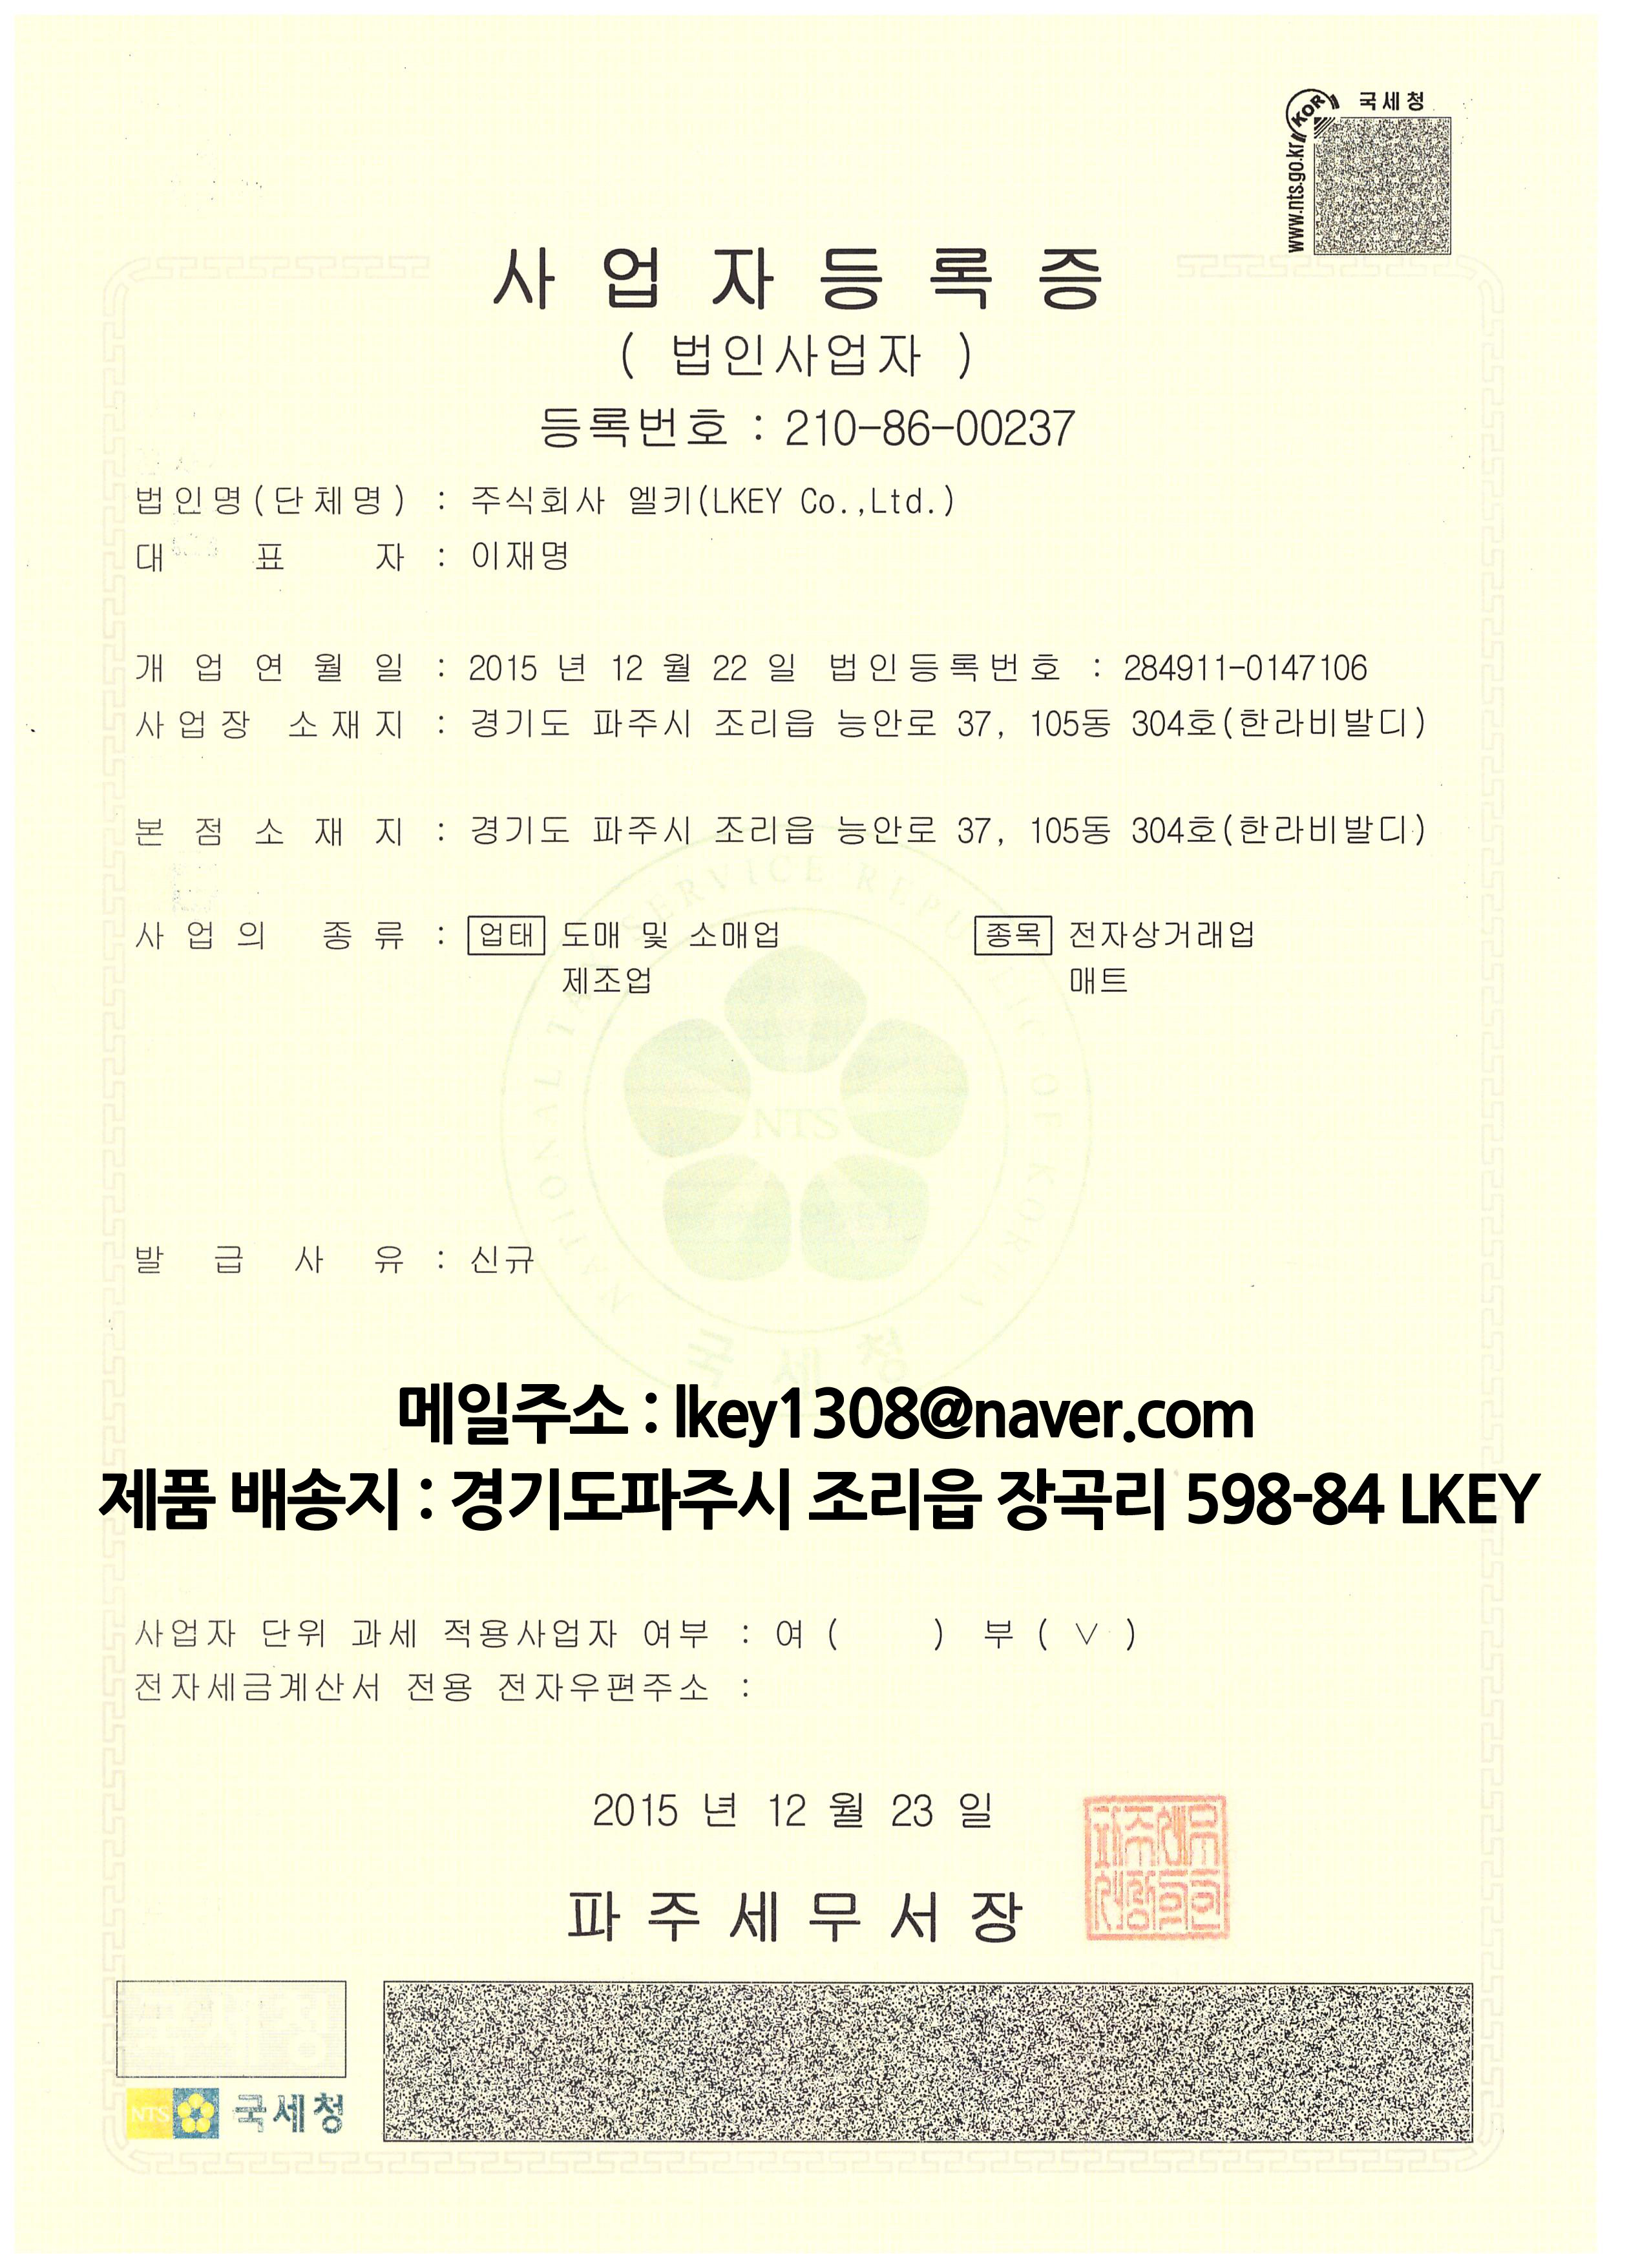 국세청
KOR
www.nts.go.kr
사업자등록증
( 법인사업자 )
등록번호 : 210-86-00237
법인명(단체명) : 주식회사 엘키(LKEY Co.,Ltd.)
대 표 자 : 이재명
개 업 연 월 일 : 2015 년 12 월 22 일 법인등록번호 : 284911-0147106
사업장 소재지 : 경기도 파주시 조리읍 능안로 37, 105동 304호(한라비발디)
본 점 소 재 지 : 경기도 파주시 조리읍 능안로 37, 105동 304호(한라비발디)
사 업 의 종 류 : 업태 도매 및 소매업 종목 전자상거래업
제조업 매트
NTS
발 급 사 유 : 신규
국세청
메일주소 : lkey1308@naver.com
제품 배송지 : 경기도파주시 조리읍 장곡리 598-84 LKEY
사업자 단위 과세 적용사업자 여부 : 여 ( ) 부 ( ∨ )
전자세금계산서 전용 전자우편주소 :
2015 년 12 월 23 일
파주세무서장
NTS 국세청